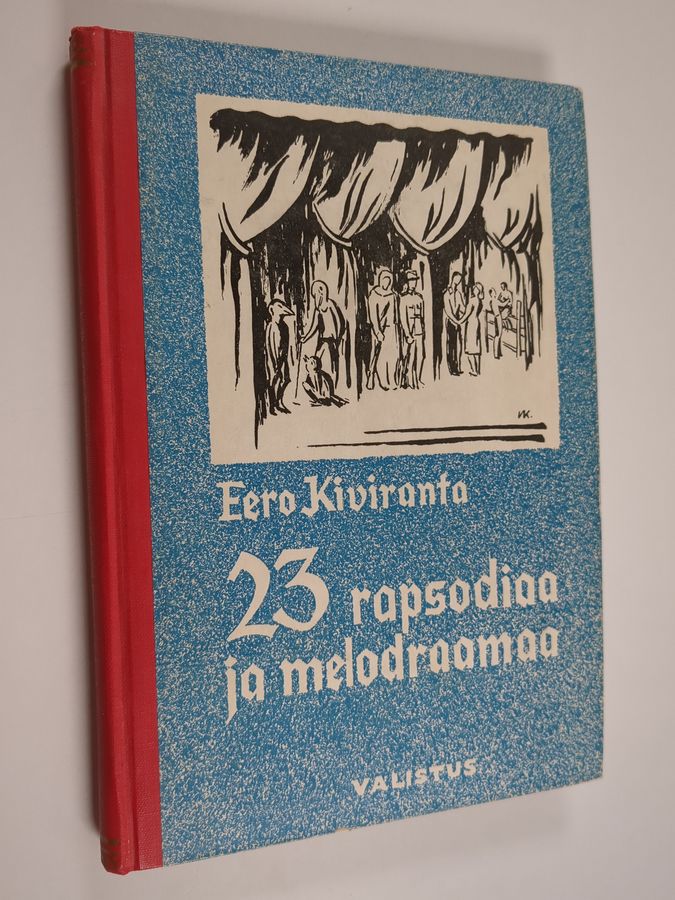 VK.
Eero Kiviranta
23 rapsodiaa
ja melodraamaa
VALISTUS